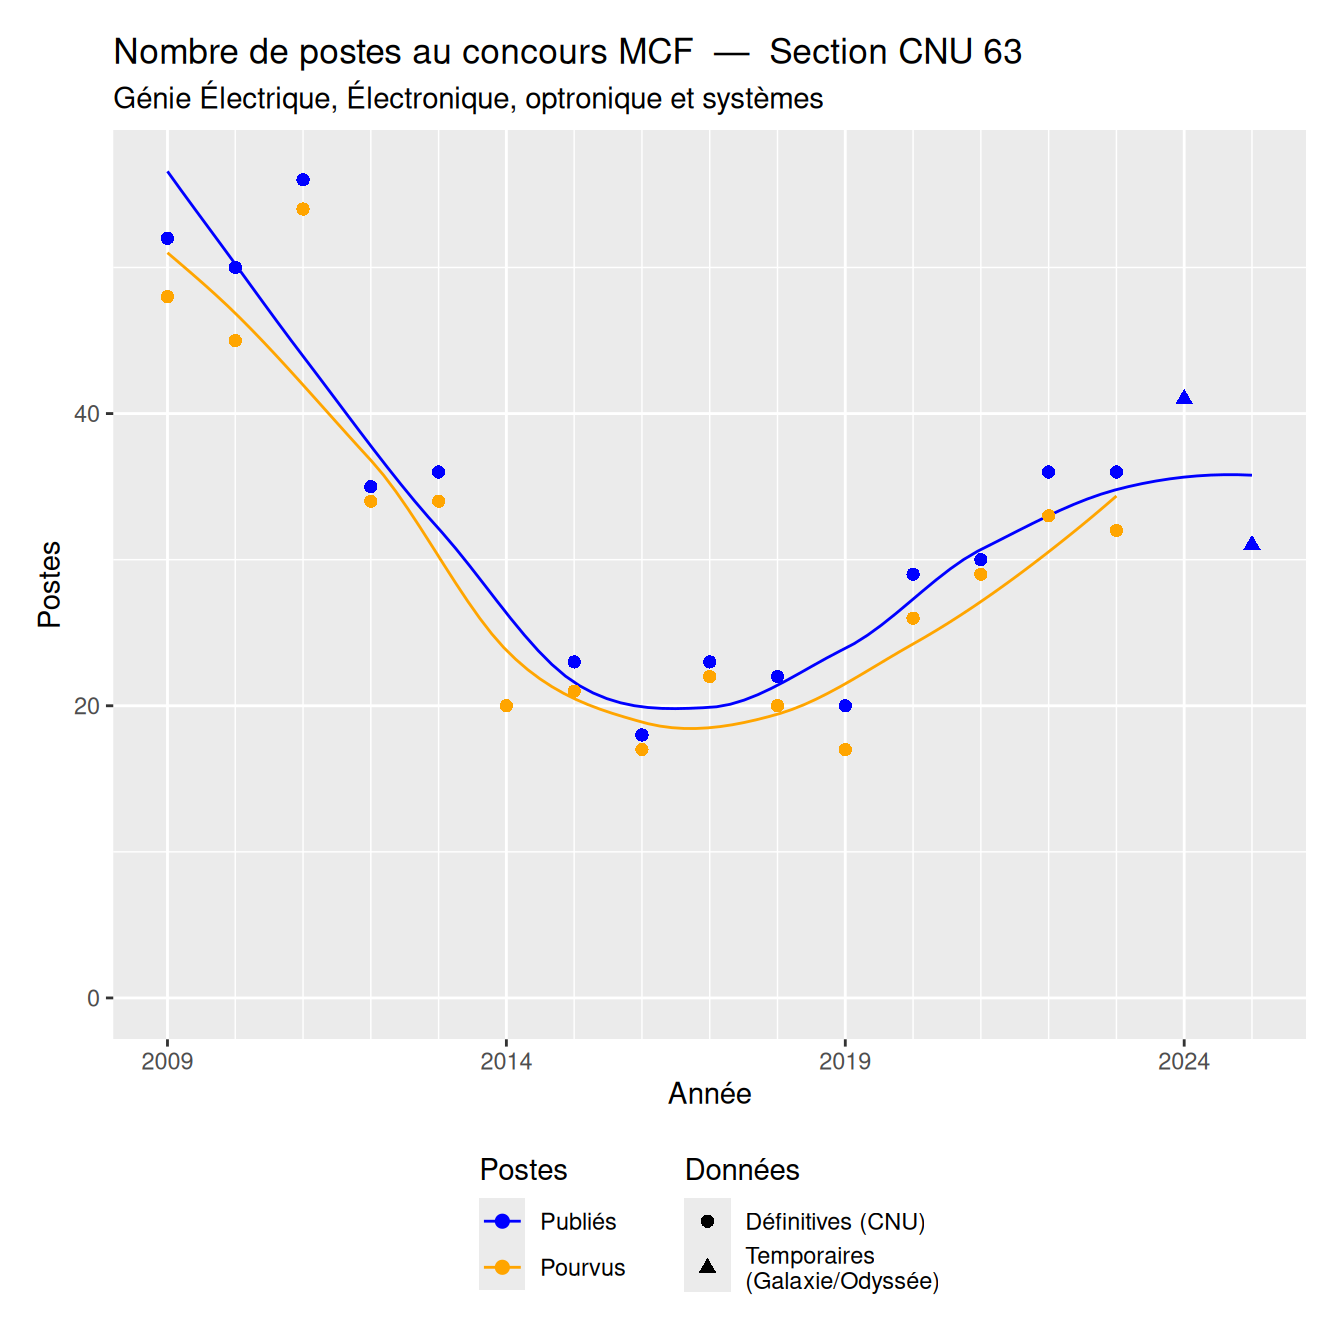 Nombre de postes au concours MCF — Section CNU 63
Génie Électrique, Électronique, optronique et systèmes
Postes
40
20
0
2009 2014 2019 2024
Année
Postes
Publiés
Pourvus
Données
Définitives (CNU)
Temporaires
(Galaxie/Odyssée)